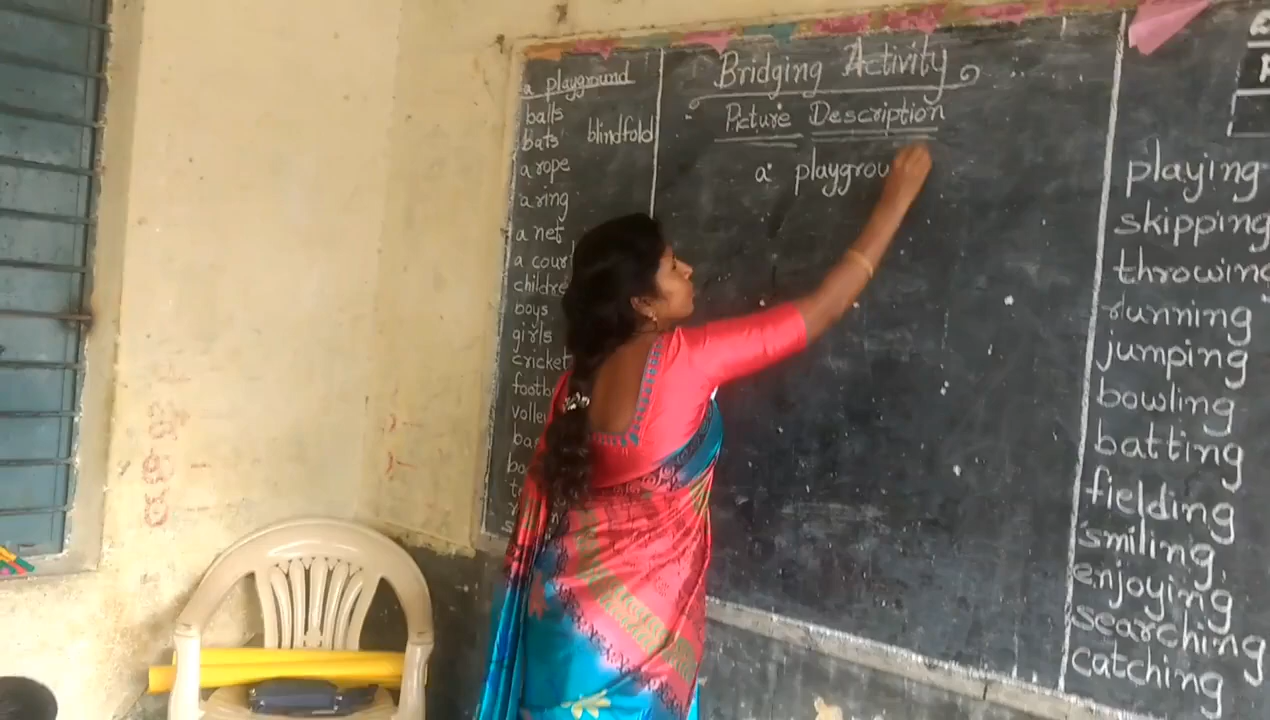 a playground
balls
bats blindfold
a rope
a ring
a net
a cour
childre
boys
girls
cricket
footb
volle
Bridging Activity
Picture Description
a playgrou
playing
skipping
throwing
running
jumping
bowling
batting
fielding
smiling
enjoying
searching
catching